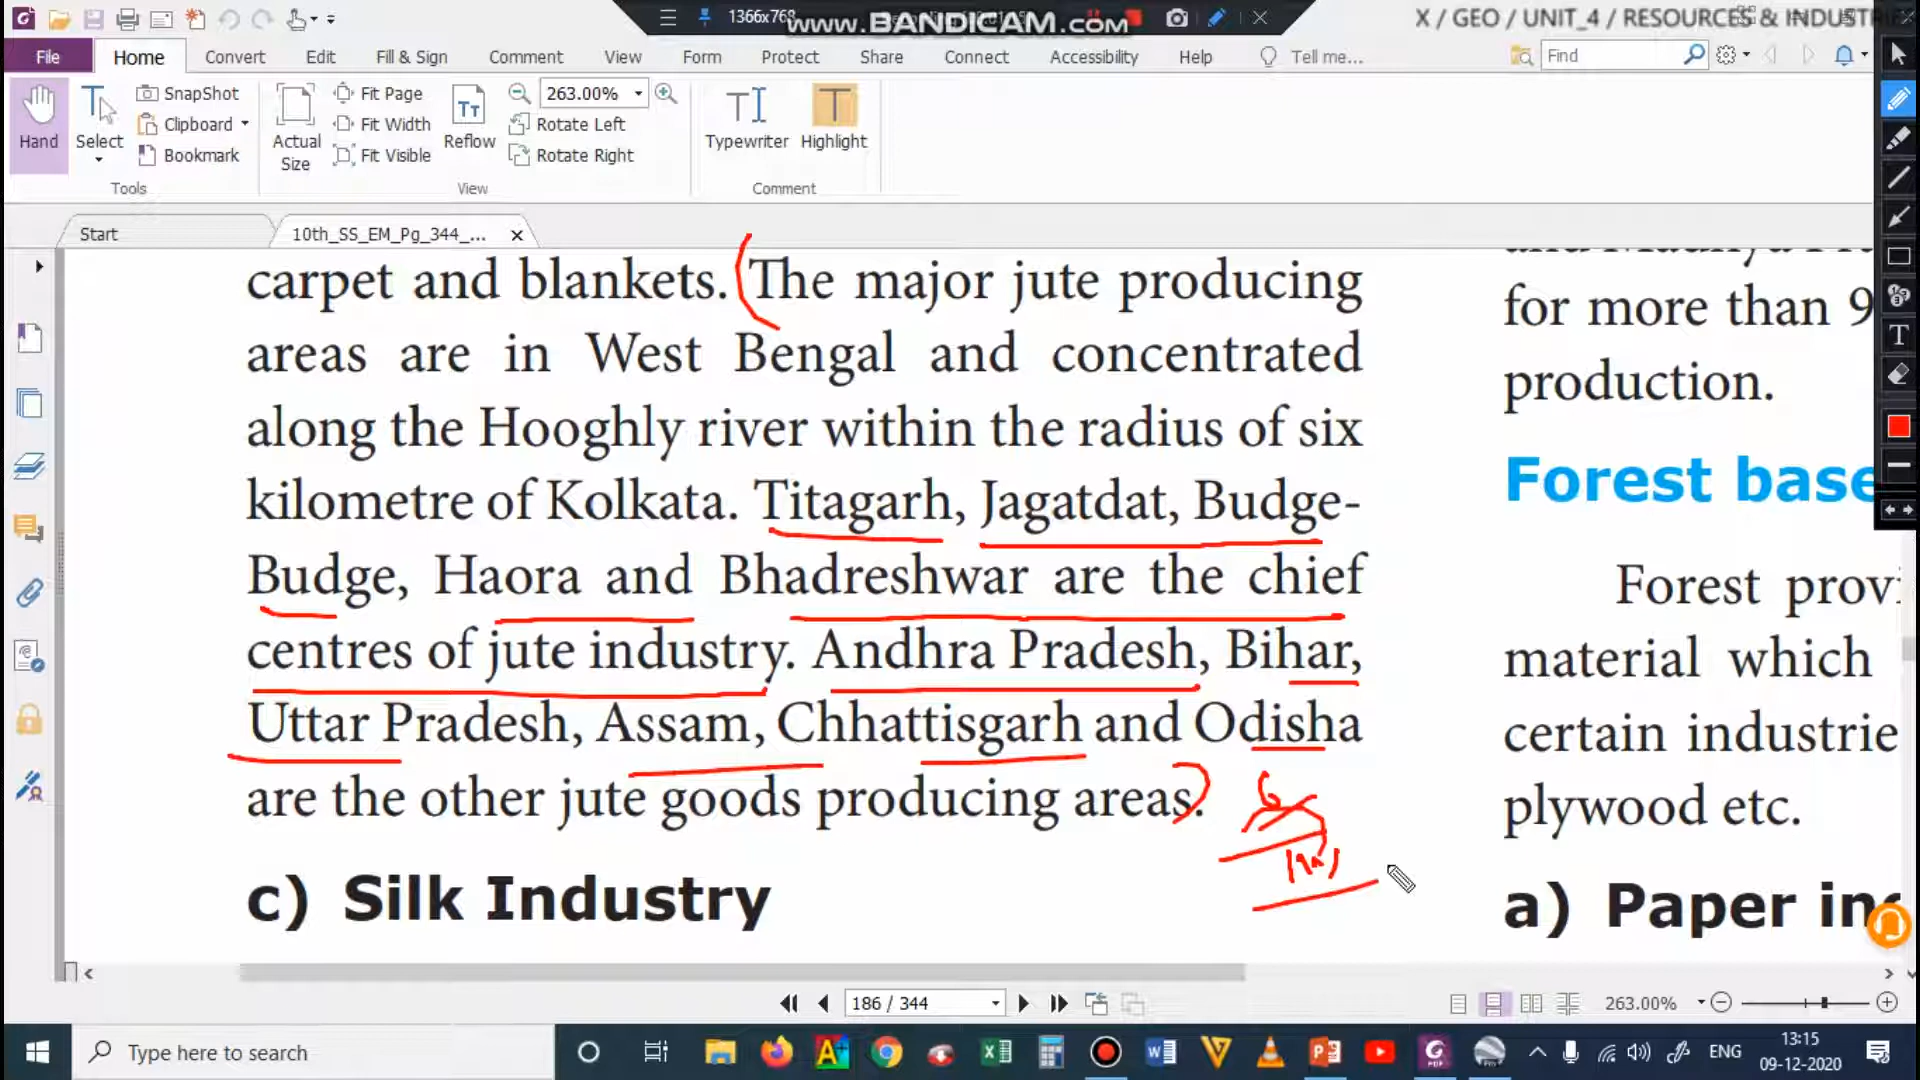 1366x768
www.BANDICAM.com
X / GEO / UNIT_4 / RESOURCES & INDUSTRI
File Home Convert Edit Fill & Sign Comment View Form Protect Share Connect Accessibility Help Tell me... Find
Hand
Select
SnapShot
Clipboard
Bookmark
Tools
Actual Size
Fit Page
Fit Width
Fit Visible
Reflow
263.00%
Rotate Left
Rotate Right
View
Typewriter
Highlight
Comment
Start
10th_SS_EM_Pg_344_...
carpet and blankets. The major jute producing
areas are in West Bengal and concentrated
along the Hooghly river within the radius of six
kilometre of Kolkata. Titagarh, Jagatdat, Budge-
Budge, Haora and Bhadreshwar are the chief
centres of jute industry. Andhra Pradesh, Bihar,
Uttar Pradesh, Assam, Chhattisgarh and Odisha
are the other jute goods producing areas.
6
c) Silk Industry
for more than 9
production.
Forest base
Forest provi
material which
certain industrie
plywood etc.
a) Paper in
186 / 344
263.00%
Type here to search
ENG
13:15
09-12-2020